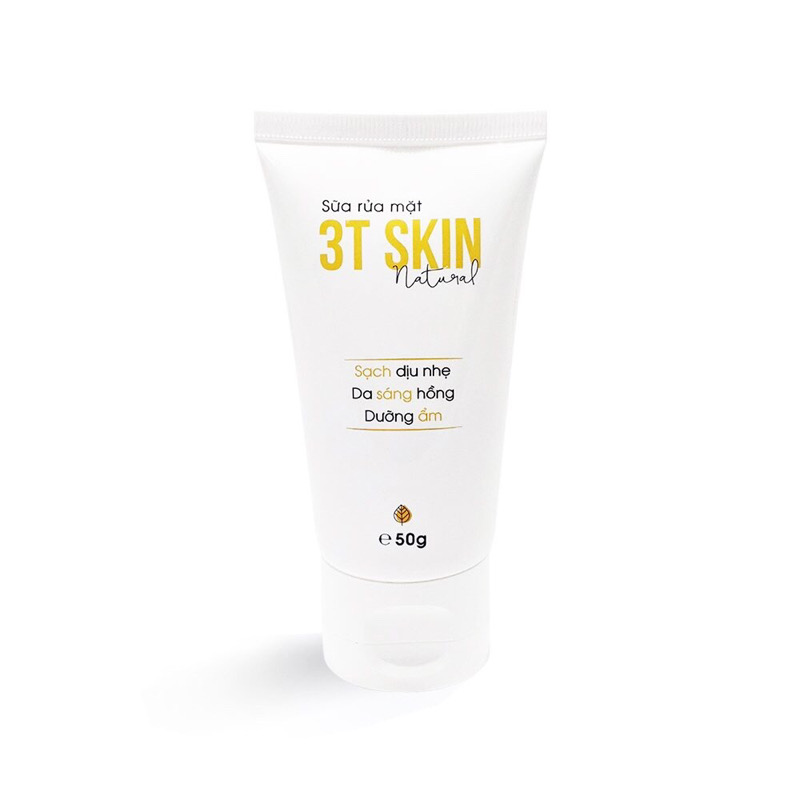 Sữa rửa mặt
3T SKIN
Natural
Sạch dịu nhẹ
Da sáng hồng
Dưỡng ẩm
℮ 50g